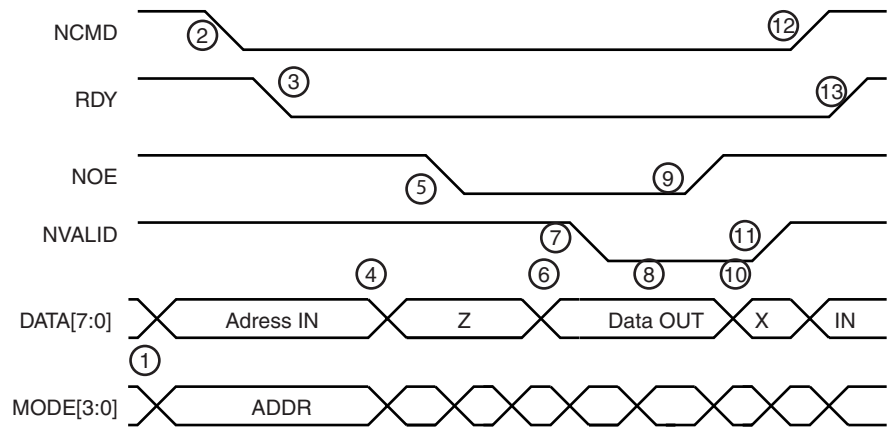 NCMD
2
12
RDY
3
13
NOE
5
9
NVALID
7
11
4
6
8
10
DATA[7:0]
Adress IN
Z
Data OUT
X
IN
1
MODE[3:0]
ADDR